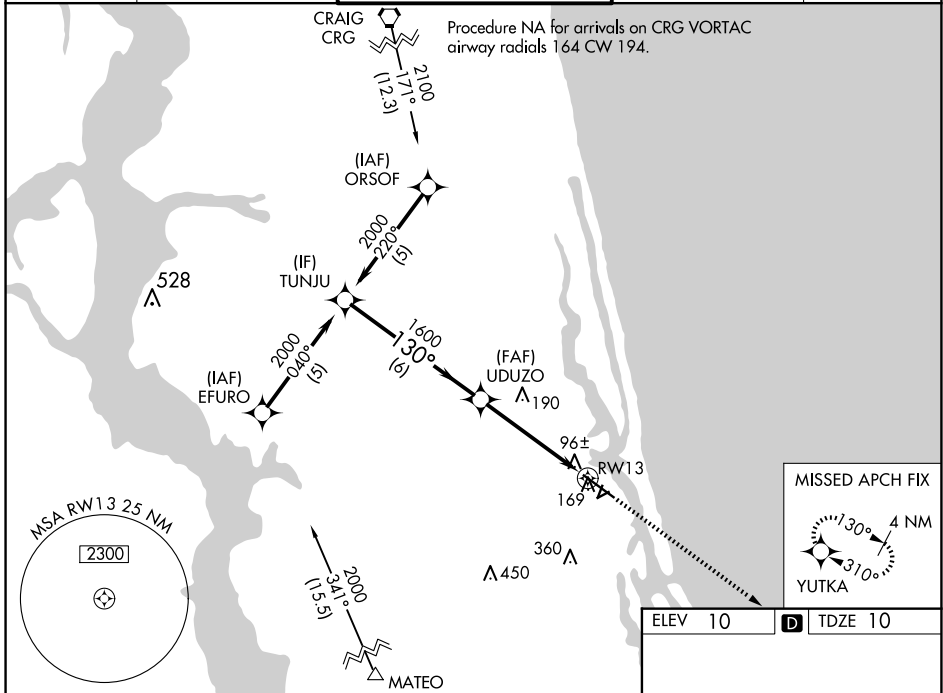 CRAIG
CRG
Procedure NA for arrivals on CRG VORTAC
airway radials 164 CW 194.
2100
171°
(12.3)
(IAF)
ORSOF
2000
220°
(5)
(IF)
TUNJU
528
1600
130°
(6)
2000
040°
(5)
(IAF)
EFURO
(FAF)
UDUZO
190
96±
RW13
169
MISSED APCH FIX
130°
4 NM
310°
YUTKA
MSA RW13 25 NM
2300
360
450
2000
341°
(15.5)
MATEO
ELEV 10
D
TDZE 10